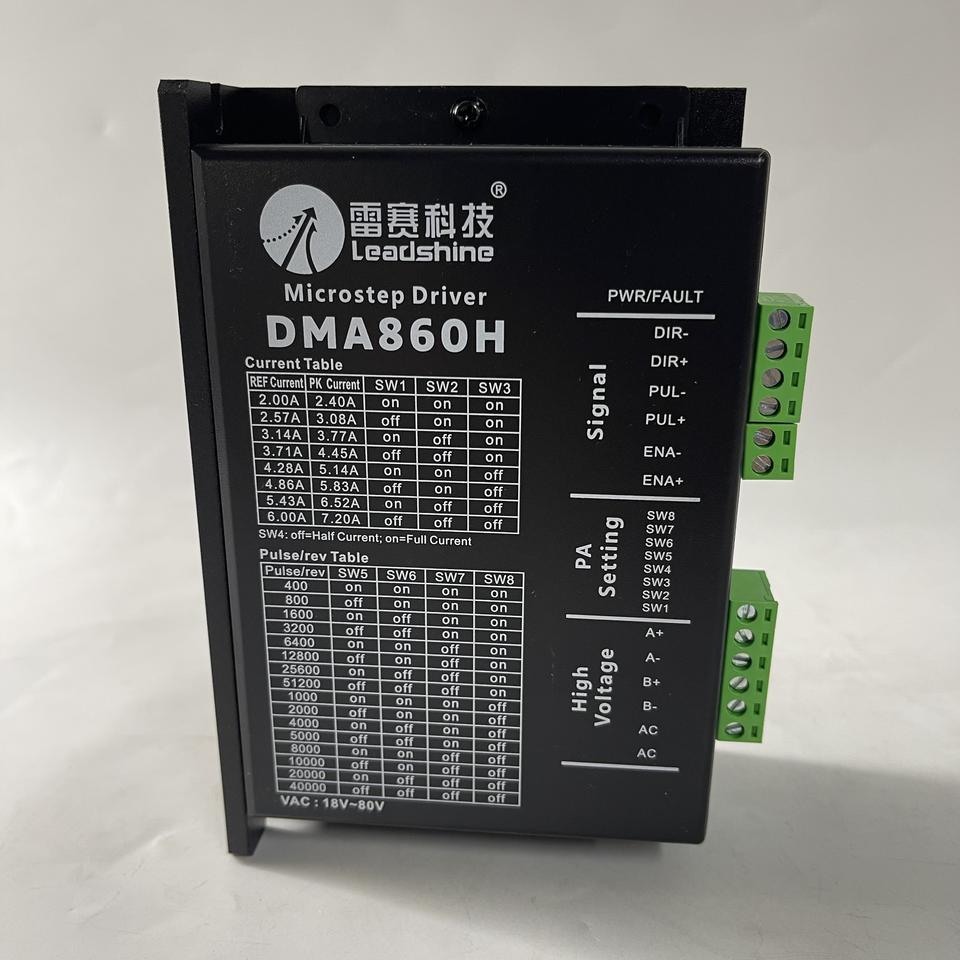 雷赛科技®
Leadshine
Microstep Driver
DMA860H
Current Table
REF Current PK Current SW1 SW2 SW3
2.00A 2.40A on on on
2.57A 3.08A off on on
3.14A 3.77A on off on
3.71A 4.45A off off on
4.28A 5.14A on on off
4.86A 5.83A off on off
5.43A 6.52A on off off
6.00A 7.20A off off off
SW4: off=Half Current; on=Full Current
Pulse/rev Table
Pulse/rev SW5 SW6 SW7 SW8
400 on on on on
800 off on on on
1600 on off on on
3200 off off on on
6400 on on off on
12800 off on off on
25600 on off off on
51200 off off off on
1000 on on on off
2000 off on on off
4000 on off on off
5000 off off on off
8000 on on off off
10000 off on off off
20000 on off off off
40000 off off off off
VAC : 18V~80V
PWR/FAULT
Signal
DIR-
DIR+
PUL-
PUL+
ENA-
ENA+
PA
Setting
SW8
SW7
SW6
SW5
SW4
SW3
SW2
SW1
High
Voltage
A+
A-
B+
B-
AC
AC